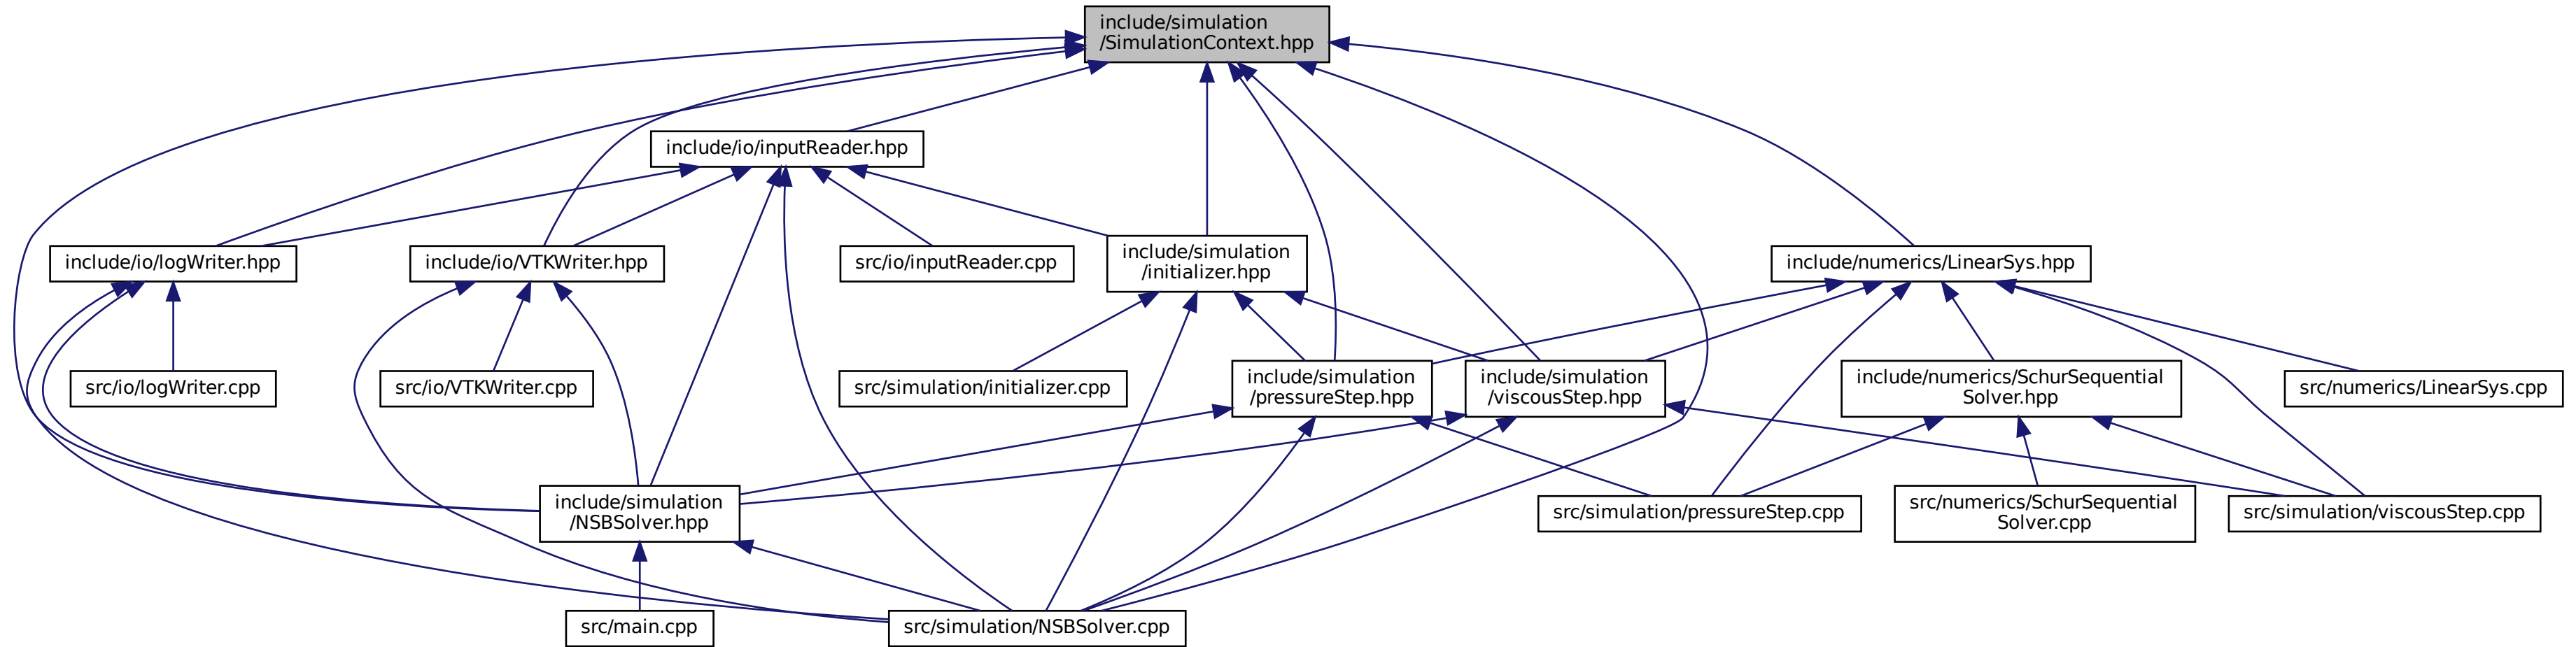 include/simulation
/SimulationContext.hpp
include/io/inputReader.hpp
include/io/logWriter.hpp
include/io/VTKWriter.hpp
src/io/inputReader.cpp
include/simulation
/initializer.hpp
include/numerics/LinearSys.hpp
src/io/logWriter.cpp
src/io/VTKWriter.cpp
src/simulation/initializer.cpp
include/simulation
/pressureStep.hpp
include/simulation
/viscousStep.hpp
include/numerics/SchurSequential
Solver.hpp
src/numerics/LinearSys.cpp
include/simulation
/NSBSolver.hpp
src/simulation/pressureStep.cpp
src/numerics/SchurSequential
Solver.cpp
src/simulation/viscousStep.cpp
src/main.cpp
src/simulation/NSBSolver.cpp